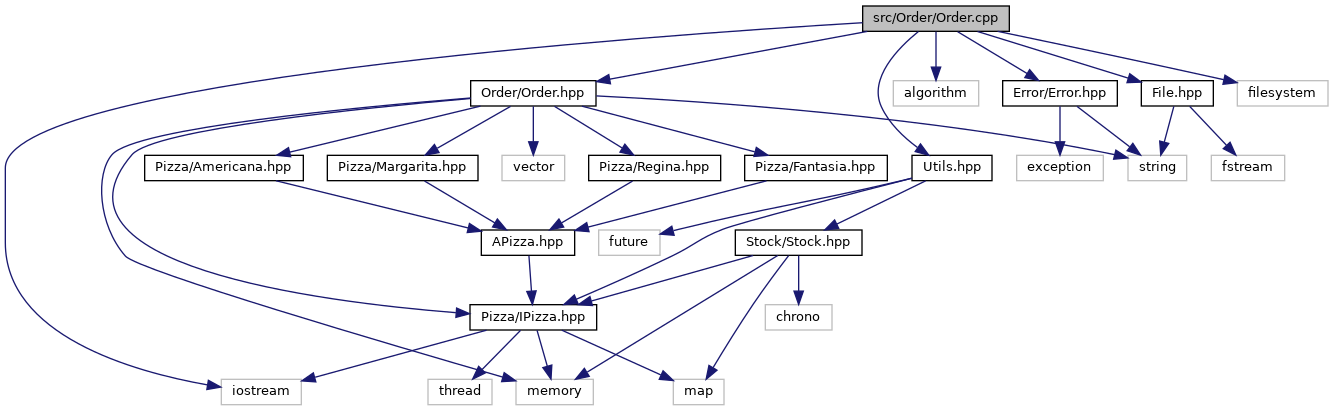 src/Order/Order.cpp
Order/Order.hpp
algorithm
Error/Error.hpp
File.hpp
filesystem
Pizza/Americana.hpp
Pizza/Margarita.hpp
vector
Pizza/Regina.hpp
Pizza/Fantasia.hpp
Utils.hpp
exception
string
fstream
APizza.hpp
future
Stock/Stock.hpp
Pizza/IPizza.hpp
chrono
iostream
thread
memory
map